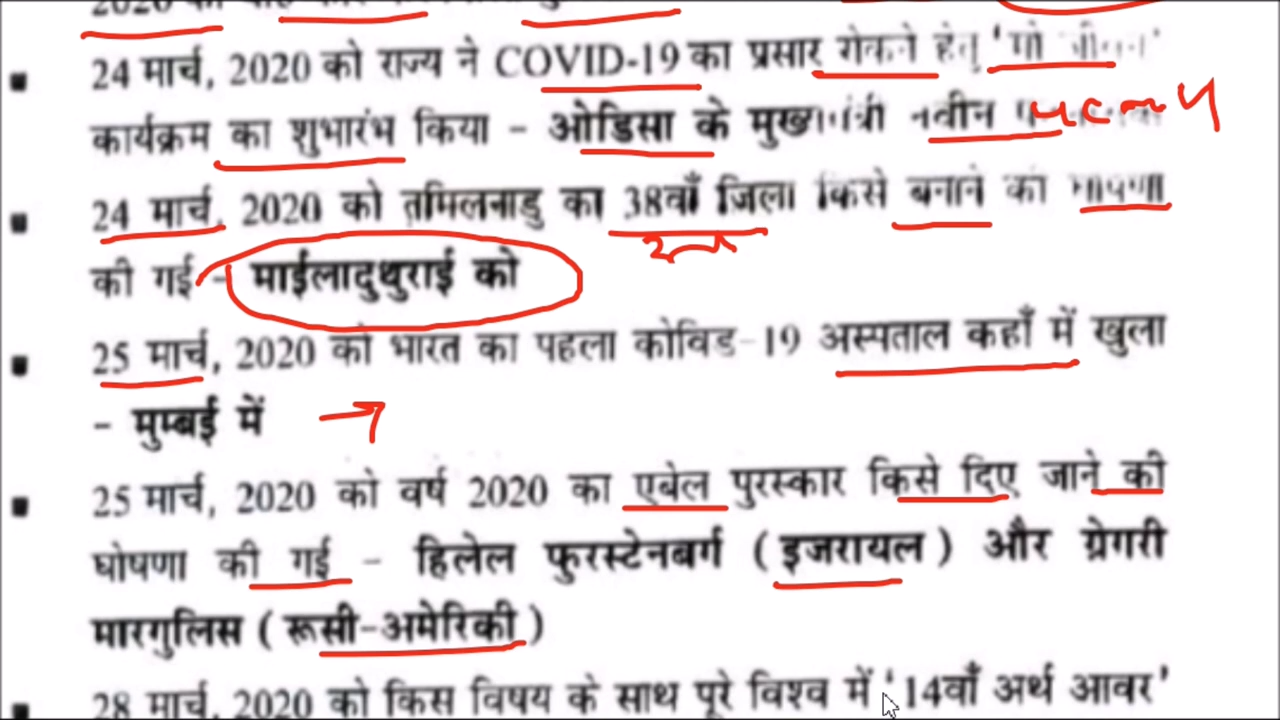 2020 को
24 मार्च, 2020 को राज्य ने COVID-19 का प्रसार रोकने हेतु 'मो जीवन'
कार्यक्रम का शुभारंभ किया - ओडिसा के मुख्यमंत्री नवीन
24 मार्च, 2020 को तमिलनाडु का 38वाँ जिला किसे बनाने की घोषणा
की गई - माईलादुथुराई को
25 मार्च, 2020 को भारत का पहला कोविड-19 अस्पताल कहाँ में खुला
- मुम्बई में
25 मार्च, 2020 को वर्ष 2020 का एबेल पुरस्कार किसे दिए जाने की
घोषणा की गई - हिलेल फुरस्टेनबर्ग (इजरायल) और ग्रेगरी
मारगुलिस (रूसी-अमेरिकी)
28 मार्च, 2020 को किस विषय के साथ पूरे विश्व में '14वाँ अर्थ आवर'